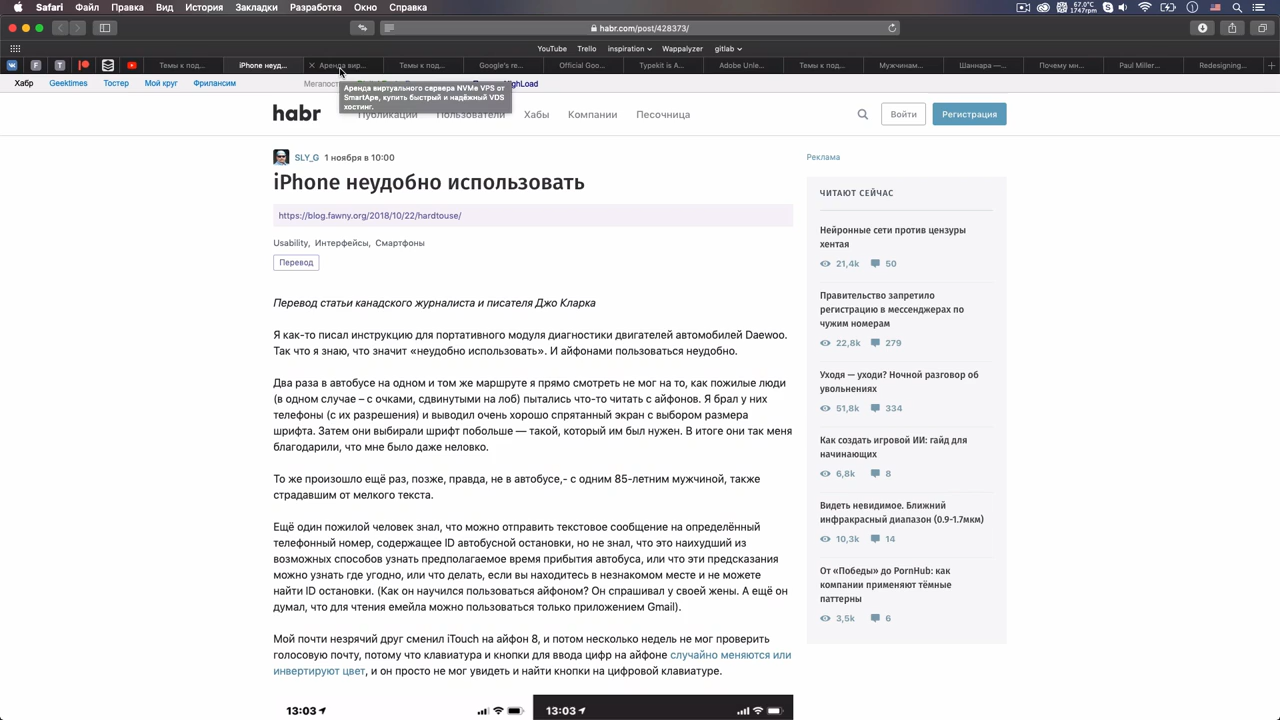 Safari Файл Правка Вид История Закладки Разработка Окно Справка
57.0°C
5747rpm
habr.com/post/428373/
YouTube Trello inspiration Wappalyzer gitlab
Темы к под... iPhone неуд... Аренда вир... Темы к под... Google's re... Official Goo... Typekit is A... Adobe Unle... Темы к под... Мужчинам... Шаннара —... Почему мн... Paul Miller... Redesigning...
Хабр Geektimes Тостер Мой круг Фрилансим
HighLoad
Аренда виртуального сервера NVMe VPS от
SmartApe, купить быстрый и надёжный VDS
хостинг.
habr Публикации Пользователи Хабы Компании Песочница Войти Регистрация
SLY_G 1 ноября в 10:00
iPhone неудобно использовать
https://blog.fawny.org/2018/10/22/hardtouse/
Usability, Интерфейсы, Смартфоны
Перевод
Перевод статьи канадского журналиста и писателя Джо Кларка
Я как-то писал инструкцию для портативного модуля диагностики двигателей автомобилей Daewoo.
Так что я знаю, что значит «неудобно использовать». И айфонами пользоваться неудобно.
Два раза в автобусе на одном и том же маршруте я прямо смотреть не мог на то, как пожилые люди
(в одном случае – с очками, сдвинутыми на лоб) пытались что-то читать с айфонов. Я брал у них
телефоны (с их разрешения) и выводил очень хорошо спрятанный экран с выбором размера
шрифта. Затем они выбирали шрифт побольше — такой, который им был нужен. В итоге они так меня
благодарили, что мне было даже неловко.
То же произошло ещё раз, позже, правда, не в автобусе,- с одним 85-летним мужчиной, также
страдавшим от мелкого текста.
Ещё один пожилой человек знал, что можно отправить текстовое сообщение на определённый
телефонный номер, содержащее ID автобусной остановки, но не знал, что это наихудший из
возможных способов узнать предполагаемое время прибытия автобуса, или что эти предсказания
можно узнать где угодно, или что делать, если вы находитесь в незнакомом месте и не можете
найти ID остановки. (Как он научился пользоваться айфоном? Он спрашивал у своей жены. А ещё он
думал, что для чтения емейла можно пользоваться только приложением Gmail).
Мой почти незрячий друг сменил iTouch на айфон 8, и потом несколько недель не мог проверить
голосовую почту, потому что клавиатура и кнопки для ввода цифр на айфоне случайно меняются или
инвертируют цвет, и он просто не мог увидеть и найти кнопки на цифровой клавиатуре.
13:03 13:03
Реклама
ЧИТАЮТ СЕЙЧАС
Нейронные сети против цензуры
хентая
21,4k 50
Правительство запретило
регистрацию в мессенджерах по
чужим номерам
22,8k 279
Уходя — уходи? Ночной разговор об
увольнениях
51,8k 334
Как создать игровой ИИ: гайд для
начинающих
6,8k 8
Видеть невидимое. Ближний
инфракрасный диапазон (0.9-1.7мкм)
10,3k 14
От «Победы» до PornHub: как
компании применяют тёмные
паттерны
3,5k 6